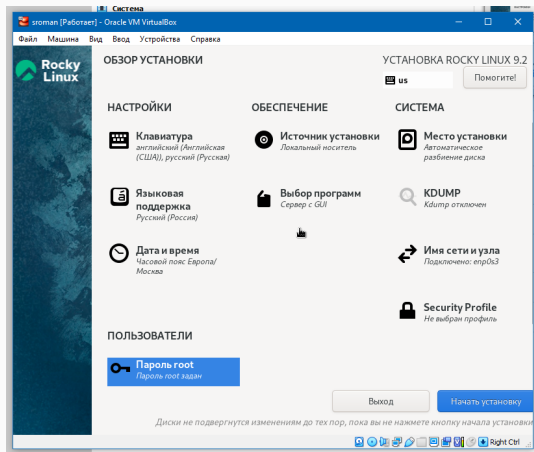 Система
sroman [Работает] - Oracle VM VirtualBox
Файл Машина Вид Ввод Устройства Справка
Rocky
Linux
ОБЗОР УСТАНОВКИ
УСТАНОВКА ROCKY LINUX 9.2
us
Помогите!
НАСТРОЙКИ
ОБЕСПЕЧЕНИЕ
СИСТЕМА
Клавиатура
английский (Английская
(США)), русский (Русская)
Источник установки
Локальный носитель
Место установки
Автоматическое
разбиение диска
Языковая
поддержка
Русский (Россия)
Выбор программ
Сервер с GUI
KDUMP
Kdump отключен
Дата и время
Часовой пояс Европа/
Москва
Имя сети и узла
Подключено: enp0s3
Security Profile
Не выбран профиль
ПОЛЬЗОВАТЕЛИ
Пароль root
Пароль root задан
Выход
Начать установку
Диски не подвергнутся изменениям до тех пор, пока вы не нажмете кнопку начала установки
Right Ctrl